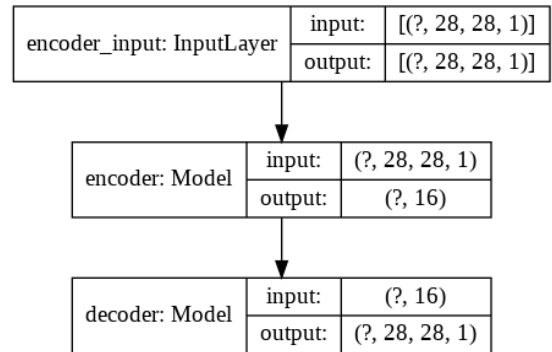 encoder_input: InputLayer
input: [(?, 28, 28, 1)]
output: [(?, 28, 28, 1)]
encoder: Model
input: (?, 28, 28, 1)
output: (?, 16)
decoder: Model
input: (?, 16)
output: (?, 28, 28, 1)